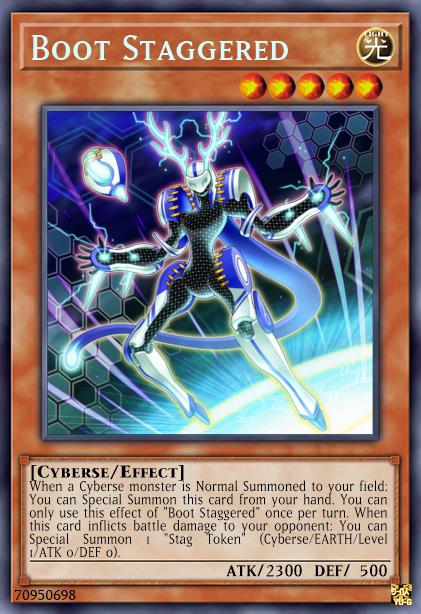 BOOT STAGGERED
LIGHT
光
[CYBERSE/EFFECT]
When a Cyberse monster is Normal Summoned to your field:
You can Special Summon this card from your hand. You can
only use this effect of "Boot Staggered" once per turn. When
this card inflicts battle damage to your opponent: You can
Special Summon 1 "Stag Token" (Cyberse/EARTH/Level
1/ATK 0/DEF 0).
ATK/2300 DEF/ 500
70950698